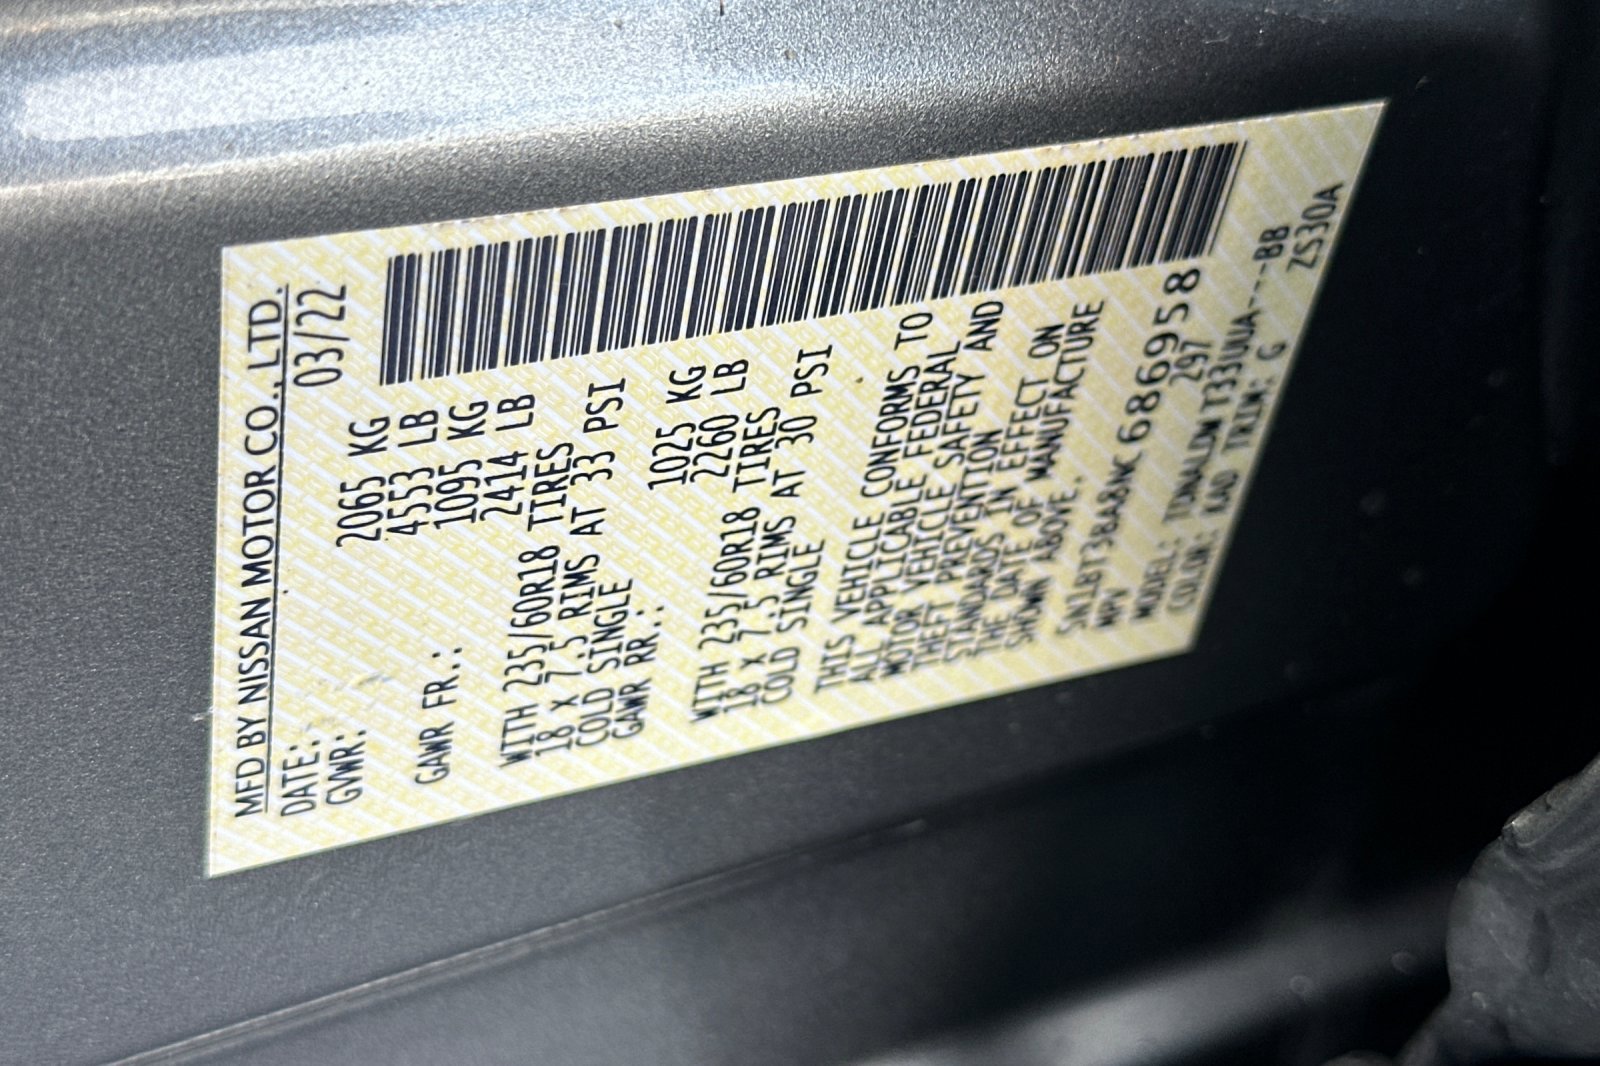 MFD BY NISSAN MOTOR CO., LTD.
DATE: 03/22
GVWR: 2065 KG
4553 LB
GAWR FR.: 1095 KG
2414 LB
WITH 235/60R18 TIRES
18 X 7.5 RIMS AT 33 PSI
COLD SINGLE
GAWR RR.: 1025 KG
2260 LB
WITH 235/60R18 TIRES
18 X 7.5 RIMS AT 30 PSI
COLD SINGLE
THIS VEHICLE CONFORMS TO
ALL APPLICABLE FEDERAL
MOTOR VEHICLE SAFETY AND
THEFT PREVENTION
STANDARDS IN EFFECT ON
THE DATE OF MANUFACTURE
SHOWN ABOVE.
5N1BT3BA8NC686958
MPV 297
MODEL: TDNALDWT33UUA---BB
COLOR: KAD TRIM: G ZS30A